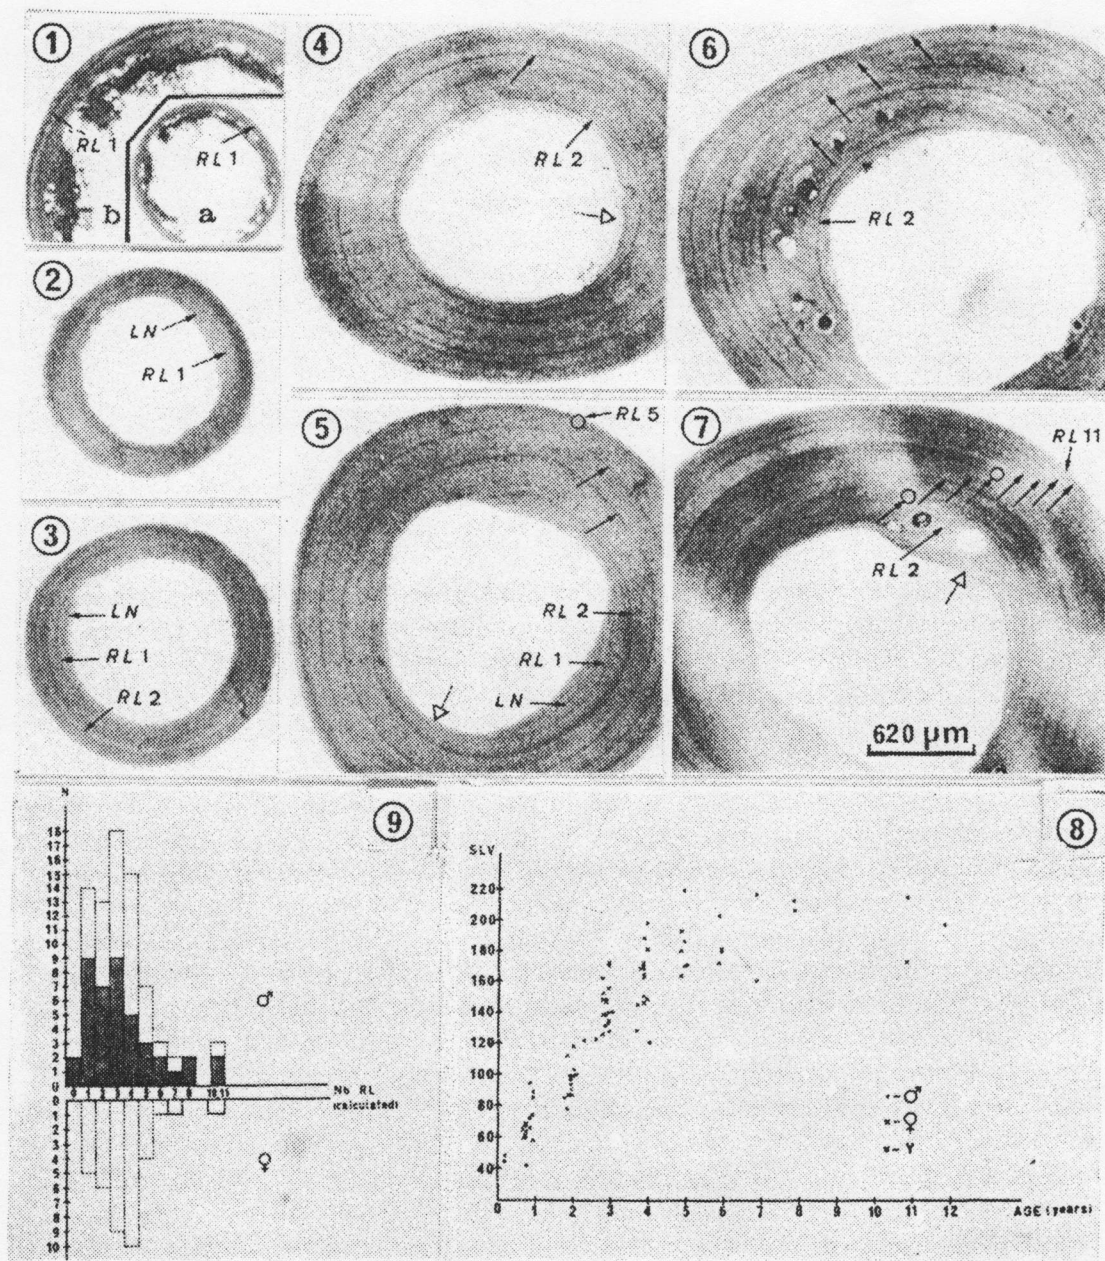 1
RL 1
RL 1
b
a
2
LN
RL 1
3
LN
RL 1
RL 2
4
RL 2
5
RL 5
RL 2
RL 1
LN
6
RL 2
7
RL 11
RL 2
620 µm
9
N
18
17
16
15
14
13
12
11
10
9
8
7
6
5
4
3
2
1
0
0 1 2 3 4 5 6 7 8 10 11
Nb RL
(calculated)
♂
0
1
2
3
4
5
6
7
8
9
10
♀
8
SLV
220
200
180
160
140
120
100
80
60
40
♂
♀
Y
0 1 2 3 4 5 6 7 8 10 11 12 AGE (years)